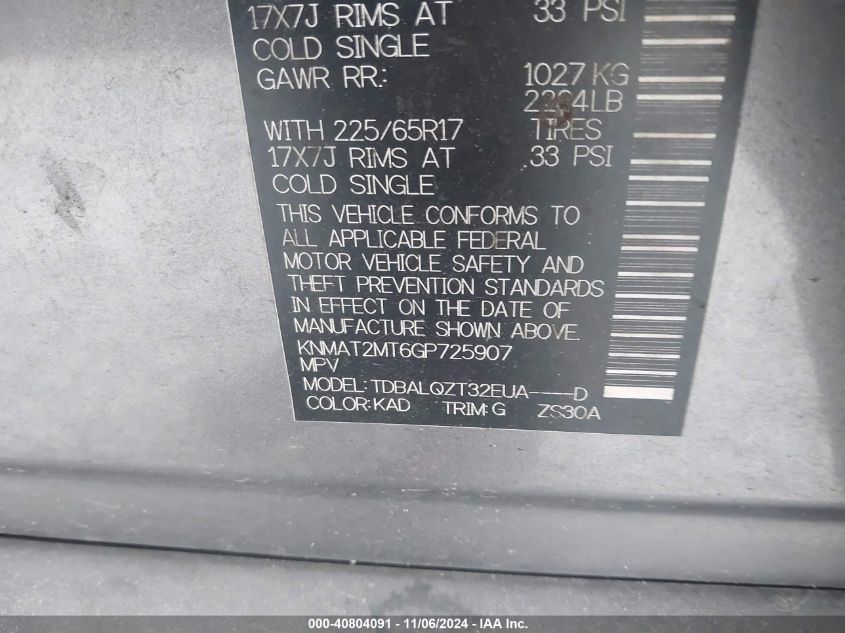 17X7J RIMS AT 33 PSI
COLD SINGLE
GAWR RR: 1027 KG
2264LB
WITH 225/65R17 TIRES
17X7J RIMS AT 33 PSI
COLD SINGLE
THIS VEHICLE CONFORMS TO
ALL APPLICABLE FEDERAL
MOTOR VEHICLE SAFETY AND
THEFT PREVENTION STANDARDS
IN EFFECT ON THE DATE OF
MANUFACTURE SHOWN ABOVE.
KNMAT2MT6GP725907
MPV
MODEL: TDBALQZT32EUA----D
COLOR: KAD TRIM: G ZS30A
000-40804091 - 11/06/2024 - IAA Inc.